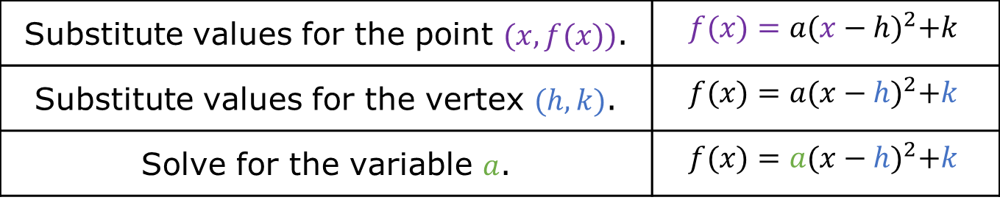 Substitute values for the point (x, f(x)). f(x) = a(x − h)²+k
Substitute values for the vertex (h, k). f(x) = a(x − h)²+k
Solve for the variable a. f(x) = a(x − h)²+k